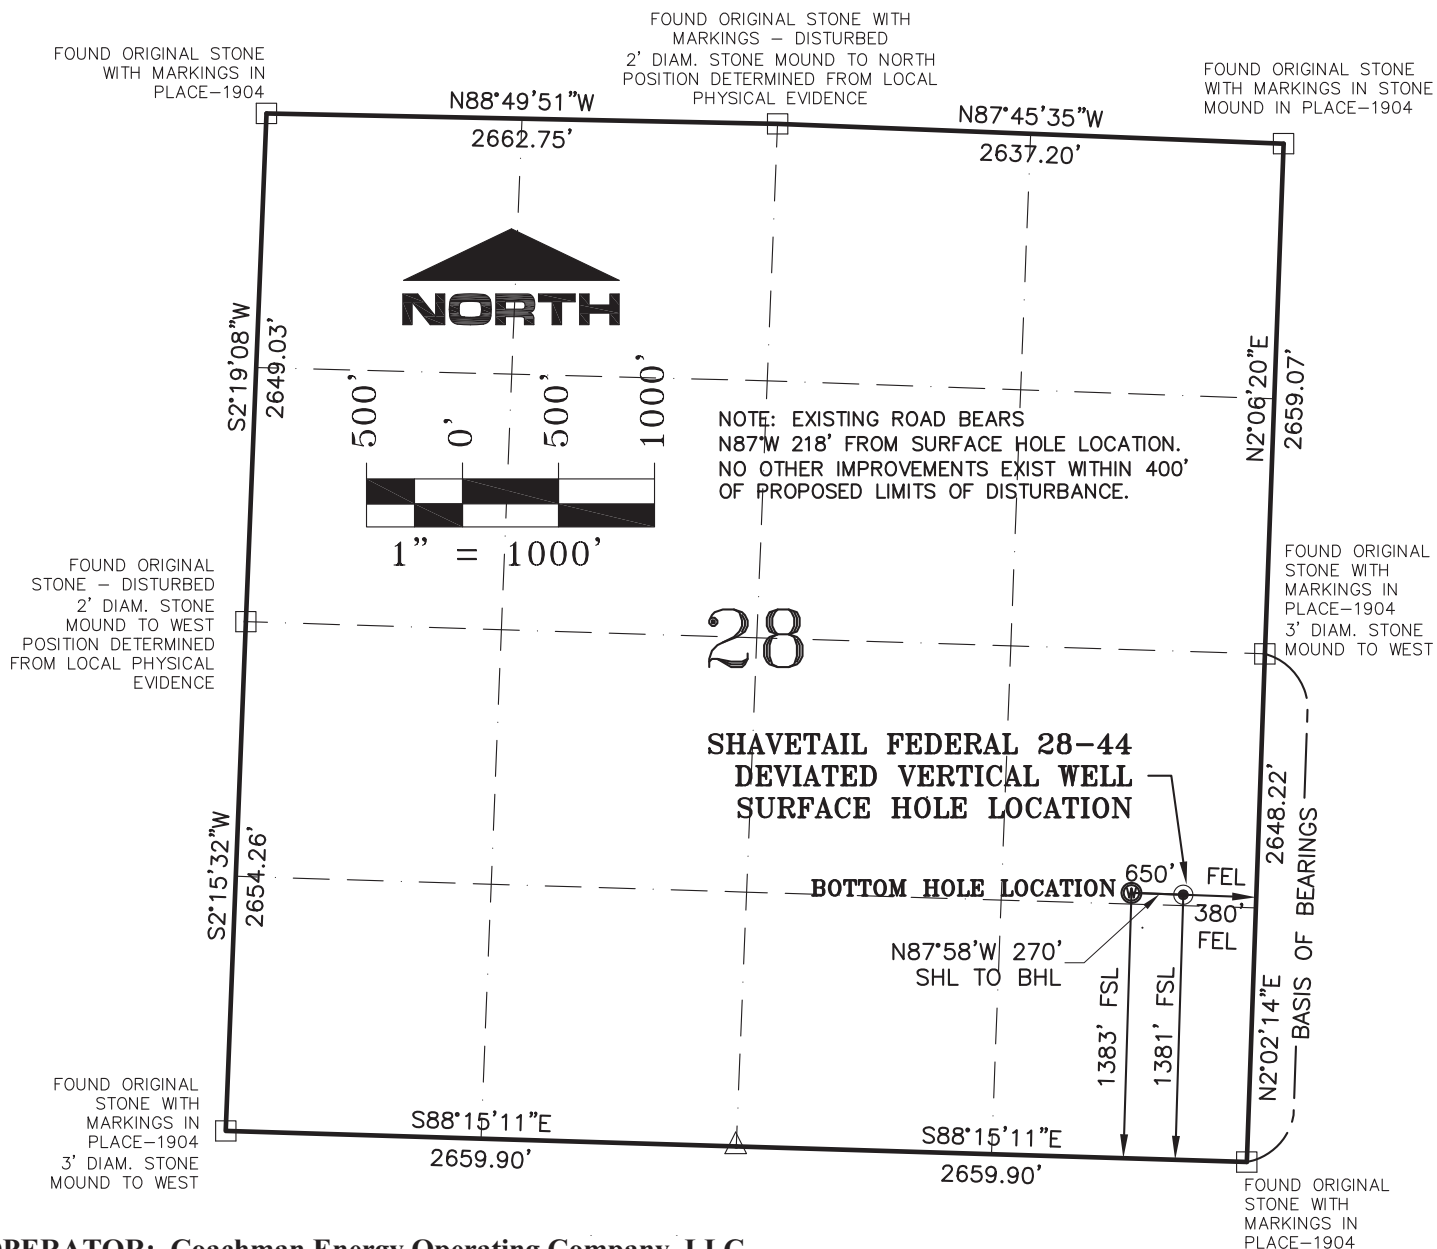 FOUND ORIGINAL STONE WITH
MARKINGS – DISTURBED
2' DIAM. STONE MOUND TO NORTH
POSITION DETERMINED FROM LOCAL
PHYSICAL EVIDENCE
FOUND ORIGINAL STONE
WITH MARKINGS IN
PLACE–1904
FOUND ORIGINAL STONE
WITH MARKINGS IN STONE
MOUND IN PLACE–1904
N88°49'51"W
2662.75'
N87°45'35"W
2637.20'
NORTH
S2°19'08"W
2649.03'
N2°06'20"E
2659.07'
500'
0'
500'
1000'
1" = 1000'
NOTE: EXISTING ROAD BEARS
N87°W 218' FROM SURFACE HOLE LOCATION.
NO OTHER IMPROVEMENTS EXIST WITHIN 400'
OF PROPOSED LIMITS OF DISTURBANCE.
FOUND ORIGINAL
STONE – DISTURBED
2' DIAM. STONE
MOUND TO WEST
POSITION DETERMINED
FROM LOCAL PHYSICAL
EVIDENCE
28
FOUND ORIGINAL
STONE WITH
MARKINGS IN
PLACE–1904
3' DIAM. STONE
MOUND TO WEST
SHAVETAIL FEDERAL 28–44
DEVIATED VERTICAL WELL
SURFACE HOLE LOCATION
S2°15'32"W
2654.26'
2648.22'
BASIS OF BEARINGS
N2°02'14"E
BOTTOM HOLE LOCATION
W
650' FEL
380'
FEL
N87°58'W 270'
SHL TO BHL
1383' FSL
1381' FSL
FOUND ORIGINAL
STONE WITH
MARKINGS IN
PLACE–1904
3' DIAM. STONE
MOUND TO WEST
S88°15'11"E
2659.90'
S88°15'11"E
2659.90'
FOUND ORIGINAL
STONE WITH
MARKINGS IN
PLACE–1904
OPERATOR: Coachman Energy Operating Company, LLC